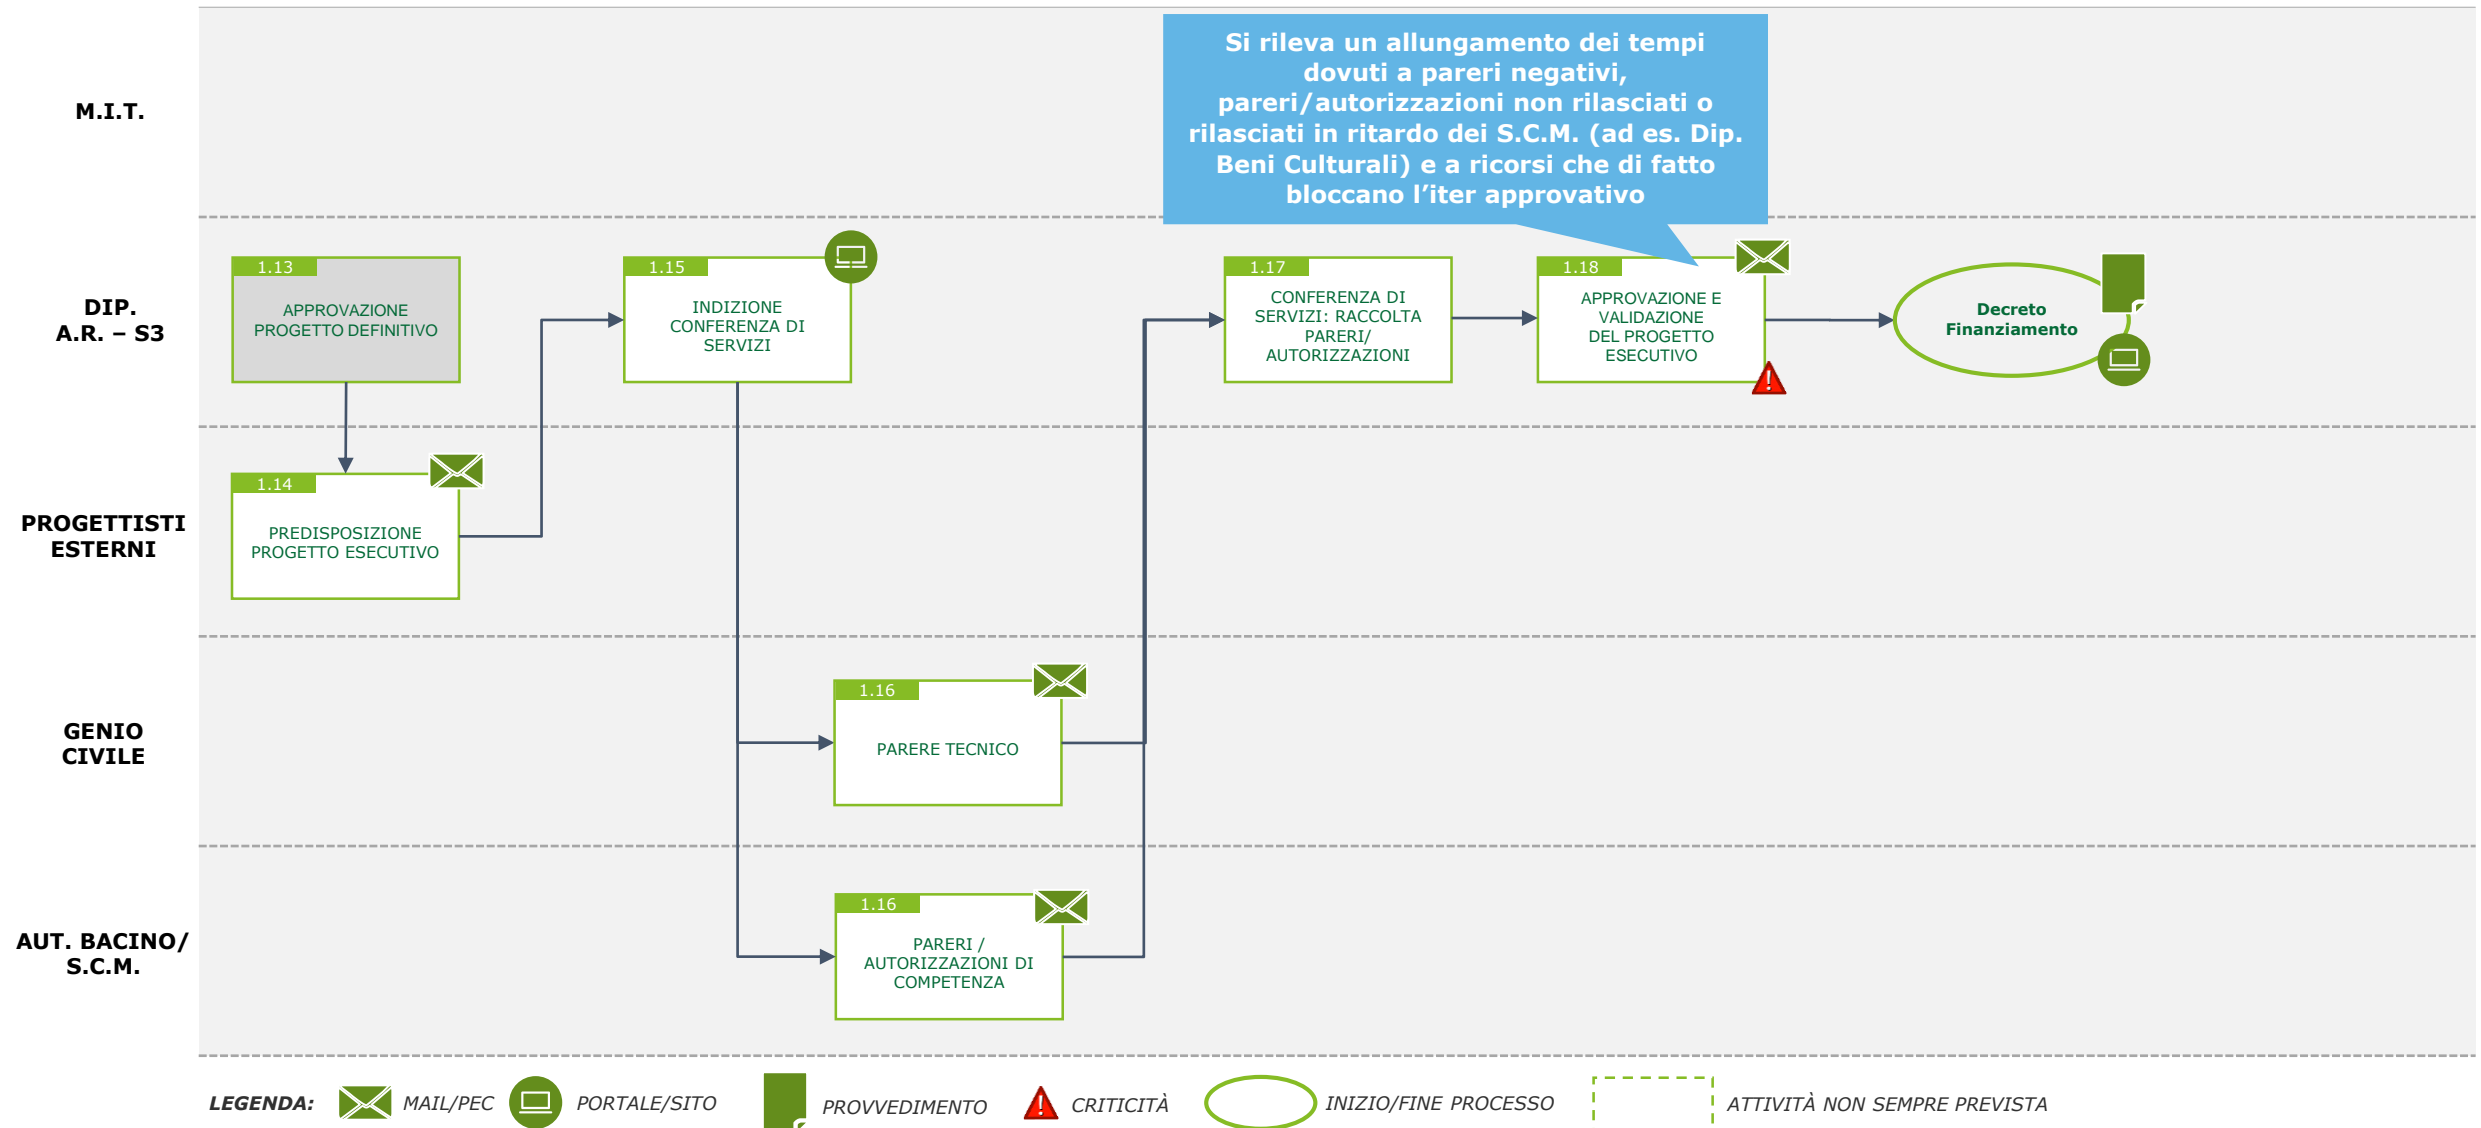 Si rileva un allungamento dei tempi
dovuti a pareri negativi,
pareri/autorizzazioni non rilasciati o
rilasciati in ritardo dei S.C.M. (ad es. Dip.
Beni Culturali) e a ricorsi che di fatto
bloccano l’iter approvativo
M.I.T.
DIP.
A.R. – S3
1.13
APPROVAZIONE
PROGETTO DEFINITIVO
1.15
INDIZIONE
CONFERENZA DI
SERVIZI
1.17
CONFERENZA DI
SERVIZI: RACCOLTA
PARERI/
AUTORIZZAZIONI
1.18
APPROVAZIONE E
VALIDAZIONE
DEL PROGETTO
ESECUTIVO
Decreto
Finanziamento
PROGETTISTI
ESTERNI
1.14
PREDISPOSIZIONE
PROGETTO ESECUTIVO
GENIO
CIVILE
1.16
PARERE TECNICO
AUT. BACINO/
S.C.M.
1.16
PARERI /
AUTORIZZAZIONI DI
COMPETENZA
LEGENDA:
MAIL/PEC
PORTALE/SITO
PROVVEDIMENTO
CRITICITÀ
INIZIO/FINE PROCESSO
ATTIVITÀ NON SEMPRE PREVISTA